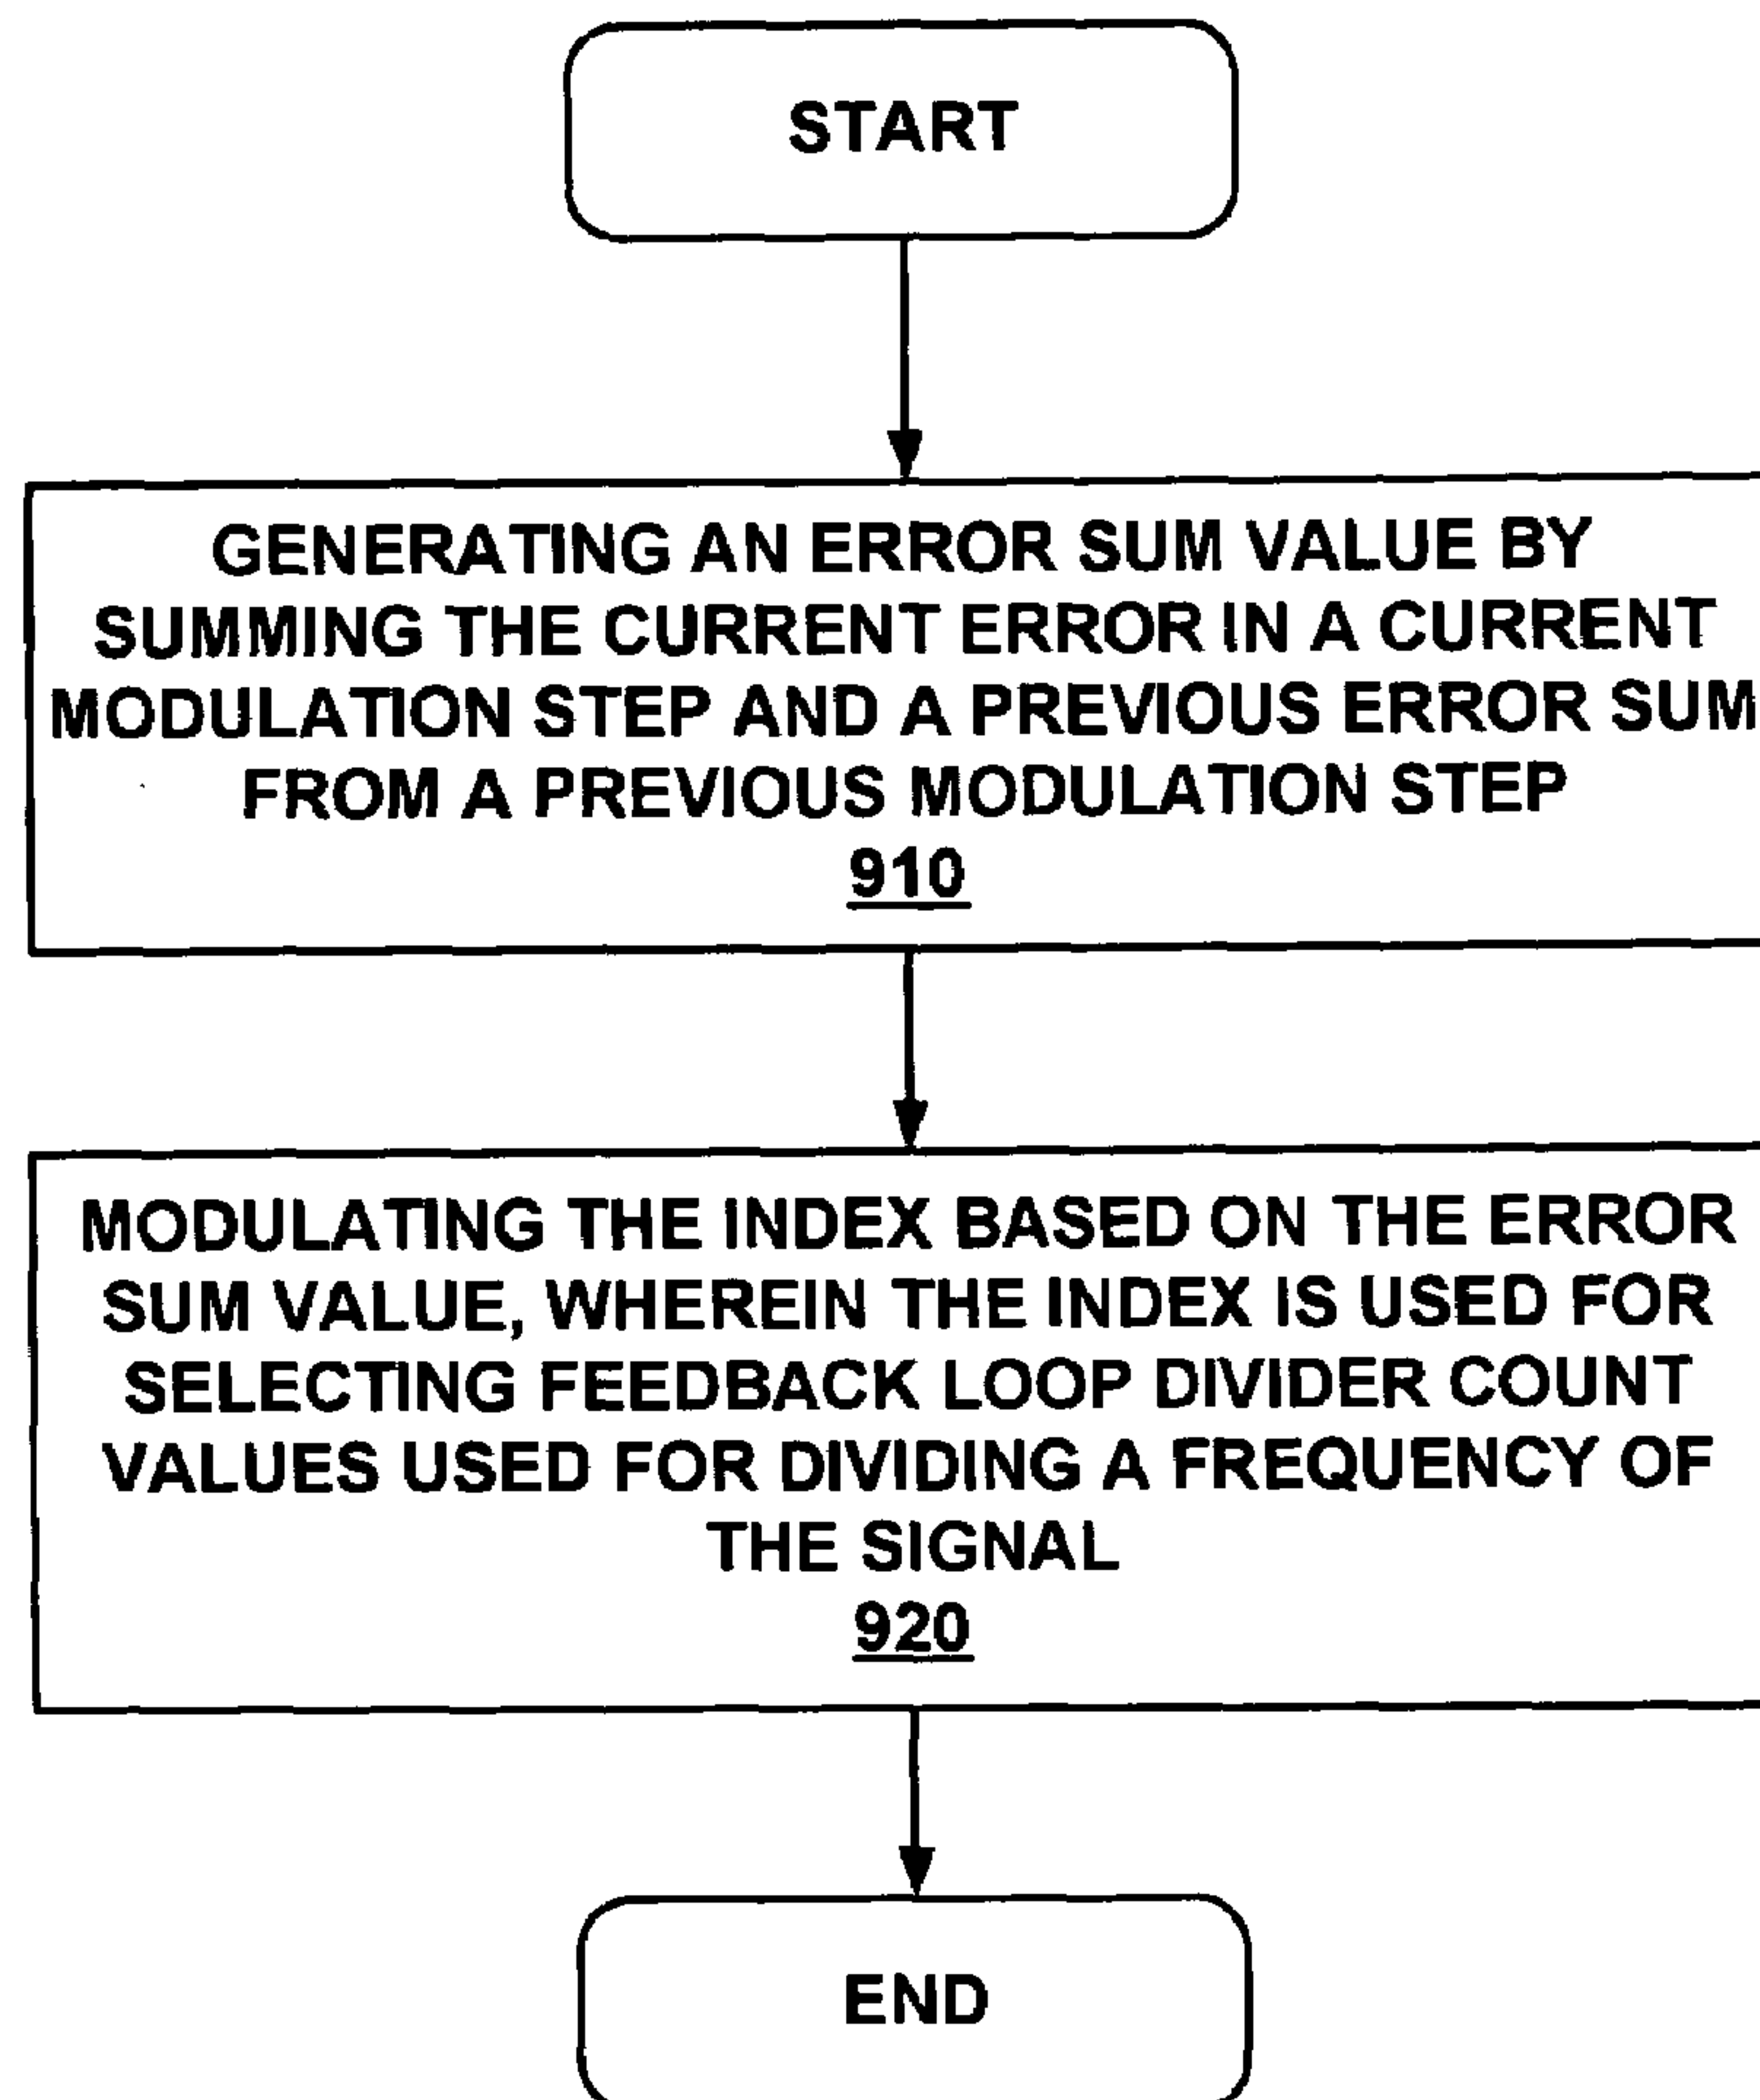 START
GENERATING AN ERROR SUM VALUE BY
SUMMING THE CURRENT ERROR IN A CURRENT
MODULATION STEP AND A PREVIOUS ERROR SUM
FROM A PREVIOUS MODULATION STEP
910
MODULATING THE INDEX BASED ON THE ERROR
SUM VALUE, WHEREIN THE INDEX IS USED FOR
SELECTING FEEDBACK LOOP DIVIDER COUNT
VALUES USED FOR DIVIDING A FREQUENCY OF
THE SIGNAL
920
END